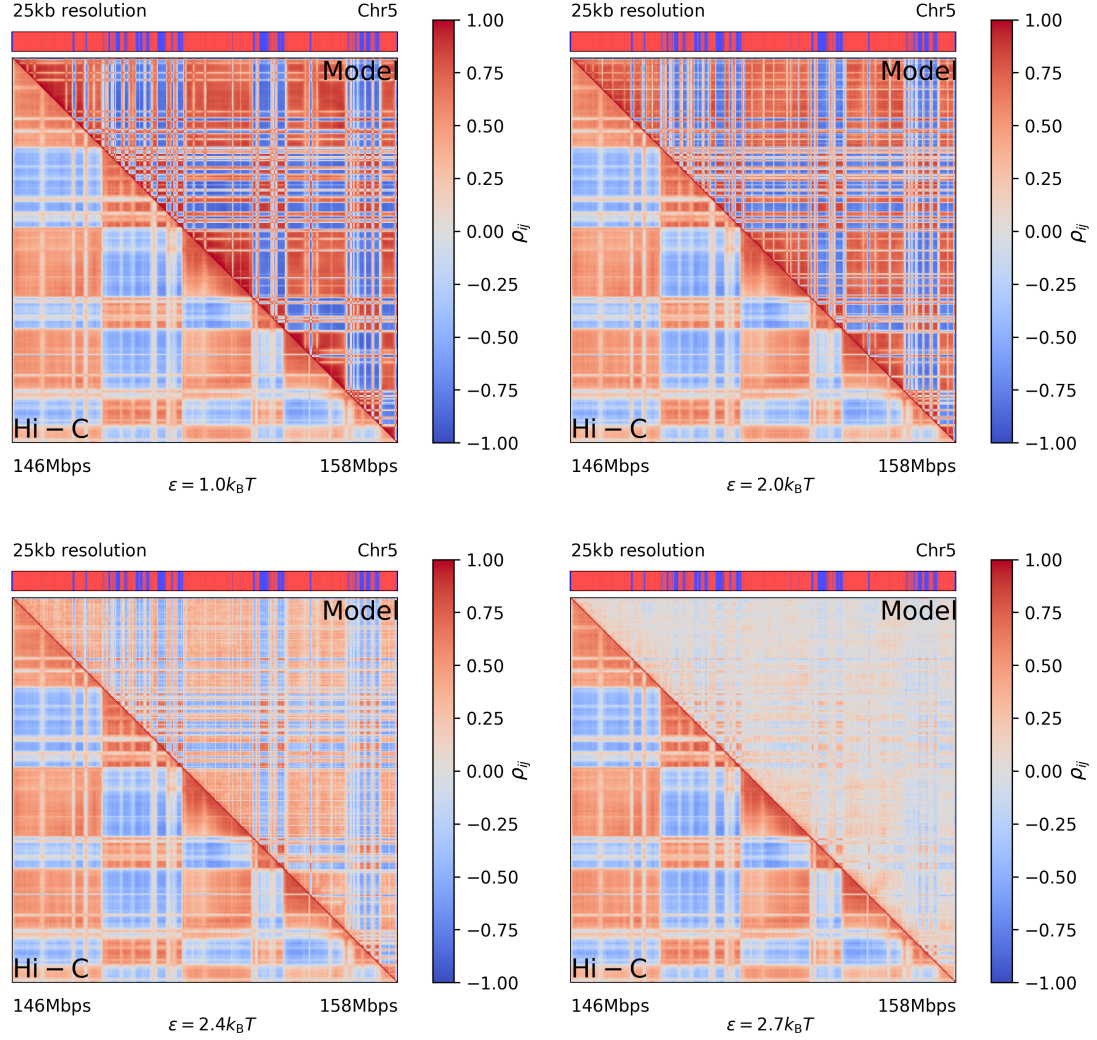 25kb resolution Chr5
Model
Hi − C
146Mbps 158Mbps
ε = 1.0k_BT
1.00
0.75
0.50
0.25
0.00
−0.25
−0.50
−0.75
−1.00
ρ_ij
25kb resolution Chr5
Model
Hi − C
146Mbps 158Mbps
ε = 2.0k_BT
1.00
0.75
0.50
0.25
0.00
−0.25
−0.50
−0.75
−1.00
ρ_ij
25kb resolution Chr5
Model
Hi − C
146Mbps 158Mbps
ε = 2.4k_BT
1.00
0.75
0.50
0.25
0.00
−0.25
−0.50
−0.75
−1.00
ρ_ij
25kb resolution Chr5
Model
Hi − C
146Mbps 158Mbps
ε = 2.7k_BT
1.00
0.75
0.50
0.25
0.00
−0.25
−0.50
−0.75
−1.00
ρ_ij